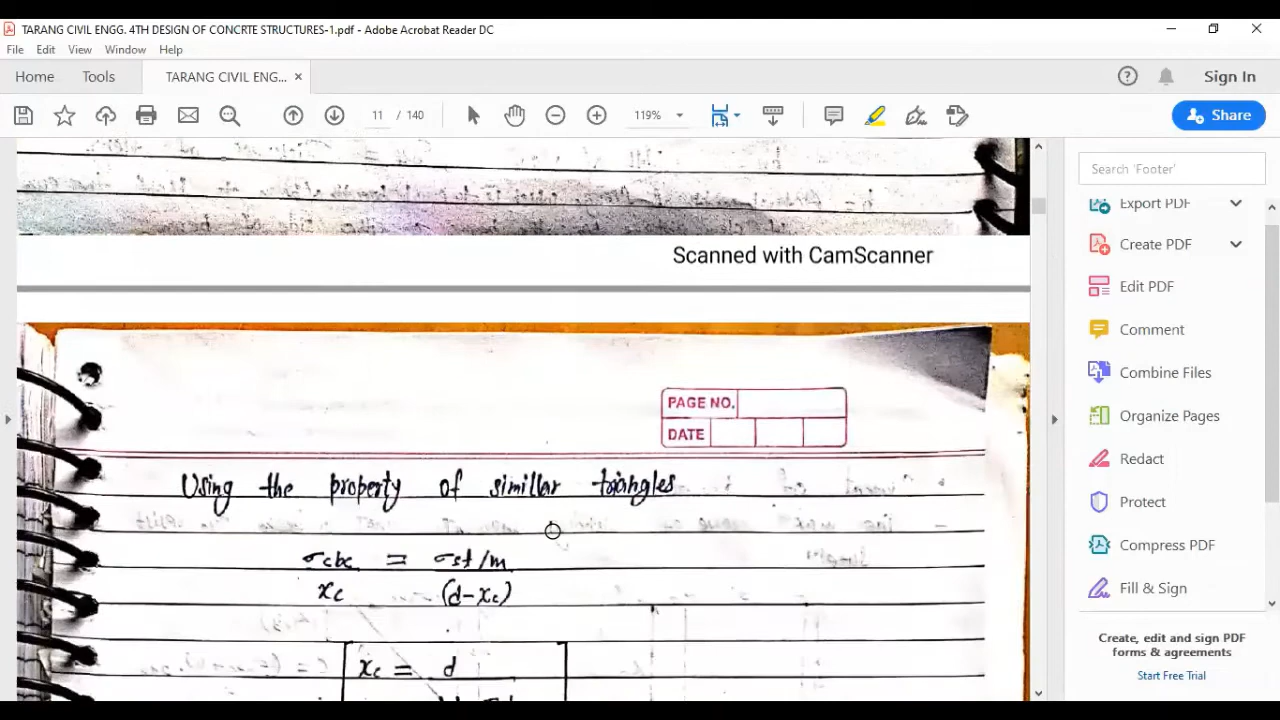 TARANG CIVIL ENGG. 4TH DESIGN OF CONCRTE STRUCTURES-1.pdf - Adobe Acrobat Reader DC
File Edit View Window Help
Home Tools TARANG CIVIL ENG... × Sign In
11 / 140 119% Share
Search 'Footer'
Export PDF
Scanned with CamScanner
Create PDF
Edit PDF
Comment
Combine Files
PAGE NO.
Organize Pages
DATE
Redact
Using the property of simillar triangles
Protect
σcbc = σst/m
Compress PDF
xc (d-xc)
Fill & Sign
xc = d
Create, edit and sign PDF
forms & agreements
Start Free Trial